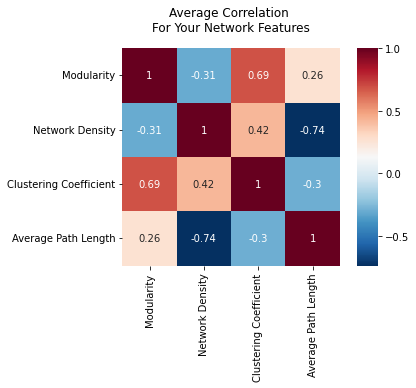 Average Correlation
For Your Network Features
Modularity 1 -0.31 0.69 0.26
Network Density -0.31 1 0.42 -0.74
Clustering Coefficient 0.69 0.42 1 -0.3
Average Path Length 0.26 -0.74 -0.3 1
Modularity
Network Density
Clustering Coefficient
Average Path Length
1.0
0.5
0.0
−0.5